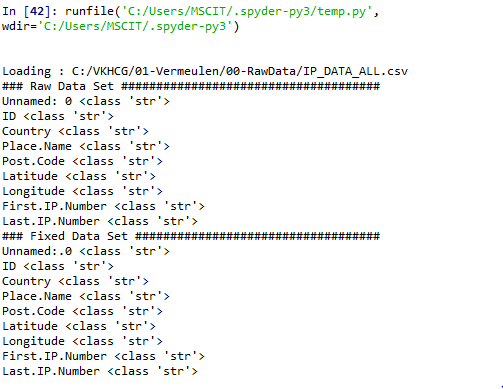 In [42]: runfile('C:/Users/MSCIT/.spyder-py3/temp.py',
wdir='C:/Users/MSCIT/.spyder-py3')
Loading : C:/VKHCG/01-Vermeulen/00-RawData/IP_DATA_ALL.csv
### Raw Data Set #####################################
Unnamed: 0 <class 'str'>
ID <class 'str'>
Country <class 'str'>
Place.Name <class 'str'>
Post.Code <class 'str'>
Latitude <class 'str'>
Longitude <class 'str'>
First.IP.Number <class 'str'>
Last.IP.Number <class 'str'>
### Fixed Data Set ###################################
Unnamed:.0 <class 'str'>
ID <class 'str'>
Country <class 'str'>
Place.Name <class 'str'>
Post.Code <class 'str'>
Latitude <class 'str'>
Longitude <class 'str'>
First.IP.Number <class 'str'>
Last.IP.Number <class 'str'>